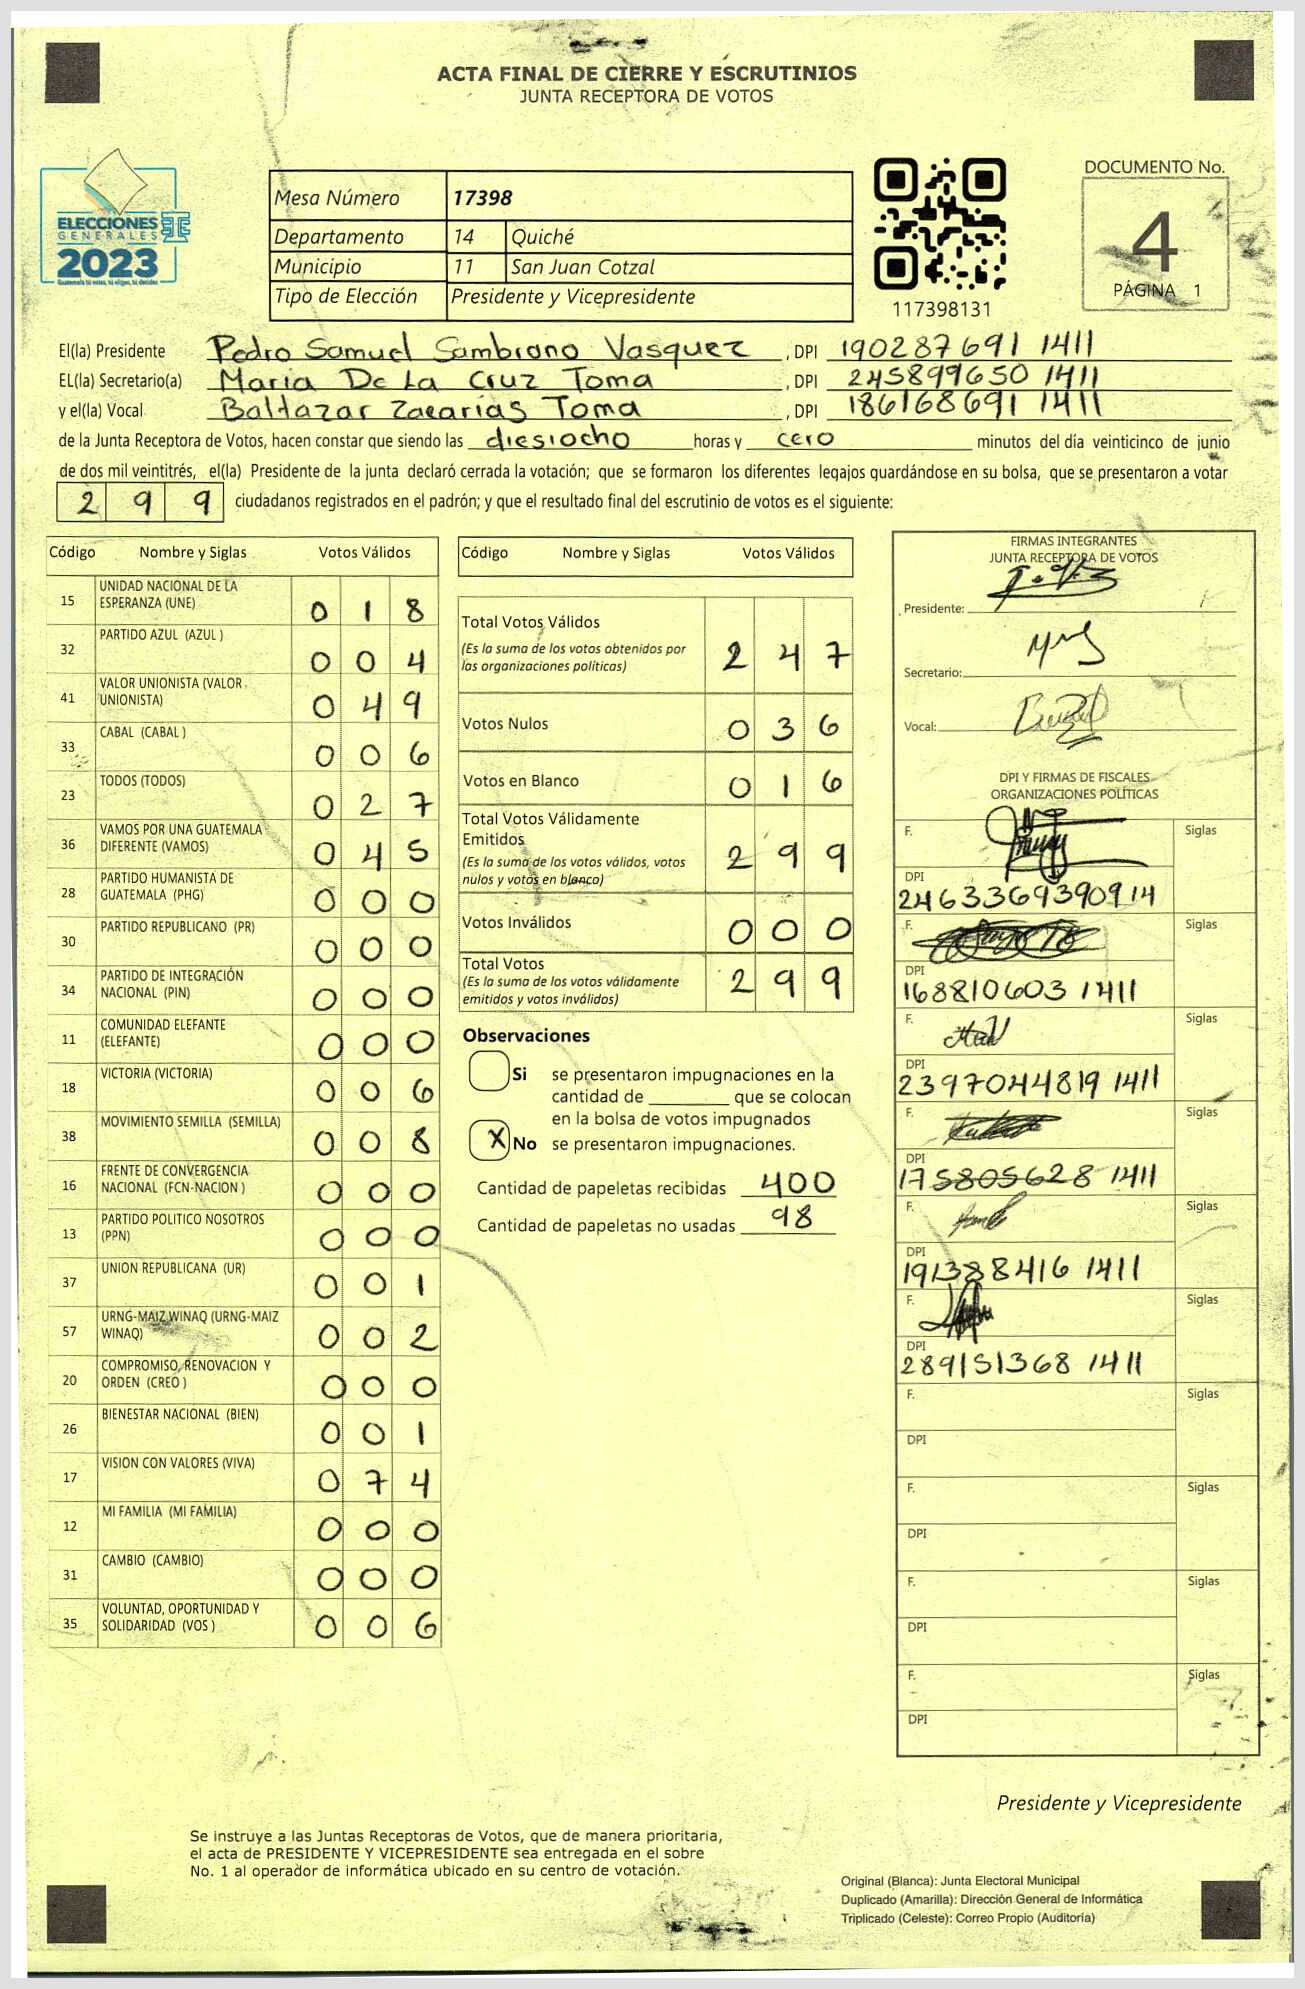 ACTA FINAL DE CIERRE Y ESCRUTINIOS
JUNTA RECEPTORA DE VOTOS
ELECCIONES
GENERALES
2023
Guatemala tú votas, tú eliges, tú decides
Mesa Número 17398
Departamento 14 Quiché
Municipio 11 San Juan Cotzal
Tipo de Elección Presidente y Vicepresidente
117398131
DOCUMENTO No.
4
PÁGINA 1
El(la) Presidente Pedro Samuel Sambrano Vasquez , DPI 190287691 1411
EL(la) Secretario(a) Maria De La Cruz Toma , DPI 245899650 1411
y el(la) Vocal Baltazar Zacarías Toma , DPI 186168691 1411
de la Junta Receptora de Votos, hacen constar que siendo las diesiocho horas y cero minutos del día veinticinco de junio
de dos mil veintitrés, el(la) Presidente de la junta declaró cerrada la votación; que se formaron los diferentes legajos guardándose en su bolsa, que se presentaron a votar
2 9 9 ciudadanos registrados en el padrón; y que el resultado final del escrutinio de votos es el siguiente:
Código Nombre y Siglas Votos Válidos
15 UNIDAD NACIONAL DE LA
ESPERANZA (UNE) 0 1 8
32 PARTIDO AZUL (AZUL ) 0 0 4
41 VALOR UNIONISTA (VALOR
UNIONISTA) 0 4 9
33 CABAL (CABAL ) 0 0 6
23 TODOS (TODOS) 0 2 7
36 VAMOS POR UNA GUATEMALA
DIFERENTE (VAMOS) 0 4 5
28 PARTIDO HUMANISTA DE
GUATEMALA (PHG) 0 0 0
30 PARTIDO REPUBLICANO (PR) 0 0 0
34 PARTIDO DE INTEGRACIÓN
NACIONAL (PIN) 0 0 0
11 COMUNIDAD ELEFANTE
(ELEFANTE) 0 0 0
18 VICTORIA (VICTORIA) 0 0 6
38 MOVIMIENTO SEMILLA (SEMILLA) 0 0 8
16 FRENTE DE CONVERGENCIA
NACIONAL (FCN-NACION ) 0 0 0
13 PARTIDO POLITICO NOSOTROS
(PPN) 0 0 0
37 UNION REPUBLICANA (UR) 0 0 1
57 URNG-MAIZ WINAQ (URNG-MAIZ
WINAQ) 0 0 2
20 COMPROMISO, RENOVACION Y
ORDEN (CREO ) 0 0 0
26 BIENESTAR NACIONAL (BIEN) 0 0 1
17 VISION CON VALORES (VIVA) 0 7 4
12 MI FAMILIA (MI FAMILIA) 0 0 0
31 CAMBIO (CAMBIO) 0 0 0
35 VOLUNTAD, OPORTUNIDAD Y
SOLIDARIDAD (VOS ) 0 0 6
Código Nombre y Siglas Votos Válidos
Total Votos Válidos
(Es la suma de los votos obtenidos por
las organizaciones políticas) 2 4 7
Votos Nulos 0 3 6
Votos en Blanco 0 1 6
Total Votos Válidamente
Emitidos
(Es la suma de los votos válidos, votos
nulos y votos en blanco) 2 9 9
Votos Inválidos 0 0 0
Total Votos
(Es la suma de los votos válidamente
emitidos y votos inválidos) 2 9 9
Observaciones
Si se presentaron impugnaciones en la
cantidad de ________ que se colocan
en la bolsa de votos impugnados
X No se presentaron impugnaciones.
Cantidad de papeletas recibidas 400
Cantidad de papeletas no usadas 98
FIRMAS INTEGRANTES
JUNTA RECEPTORA DE VOTOS
Presidente:
Secretario:
Vocal:
DPI Y FIRMAS DE FISCALES
ORGANIZACIONES POLÍTICAS
F. Siglas
DPI
2463369390914
F. Siglas
DPI
168810603 1411
F. Siglas
DPI
2397044819 1411
F. Siglas
DPI
175805628 1411
F. Siglas
DPI
191388416 1411
F. Siglas
DPI
289151368 1411
F. Siglas
DPI
F. Siglas
DPI
F. Siglas
DPI
F. Siglas
DPI
Presidente y Vicepresidente
Se instruye a las Juntas Receptoras de Votos, que de manera prioritaria,
el acta de PRESIDENTE Y VICEPRESIDENTE sea entregada en el sobre
No. 1 al operador de informática ubicado en su centro de votación.
Original (Blanca): Junta Electoral Municipal
Duplicado (Amarilla): Dirección General de Informática
Triplicado (Celeste): Correo Propio (Auditoría)